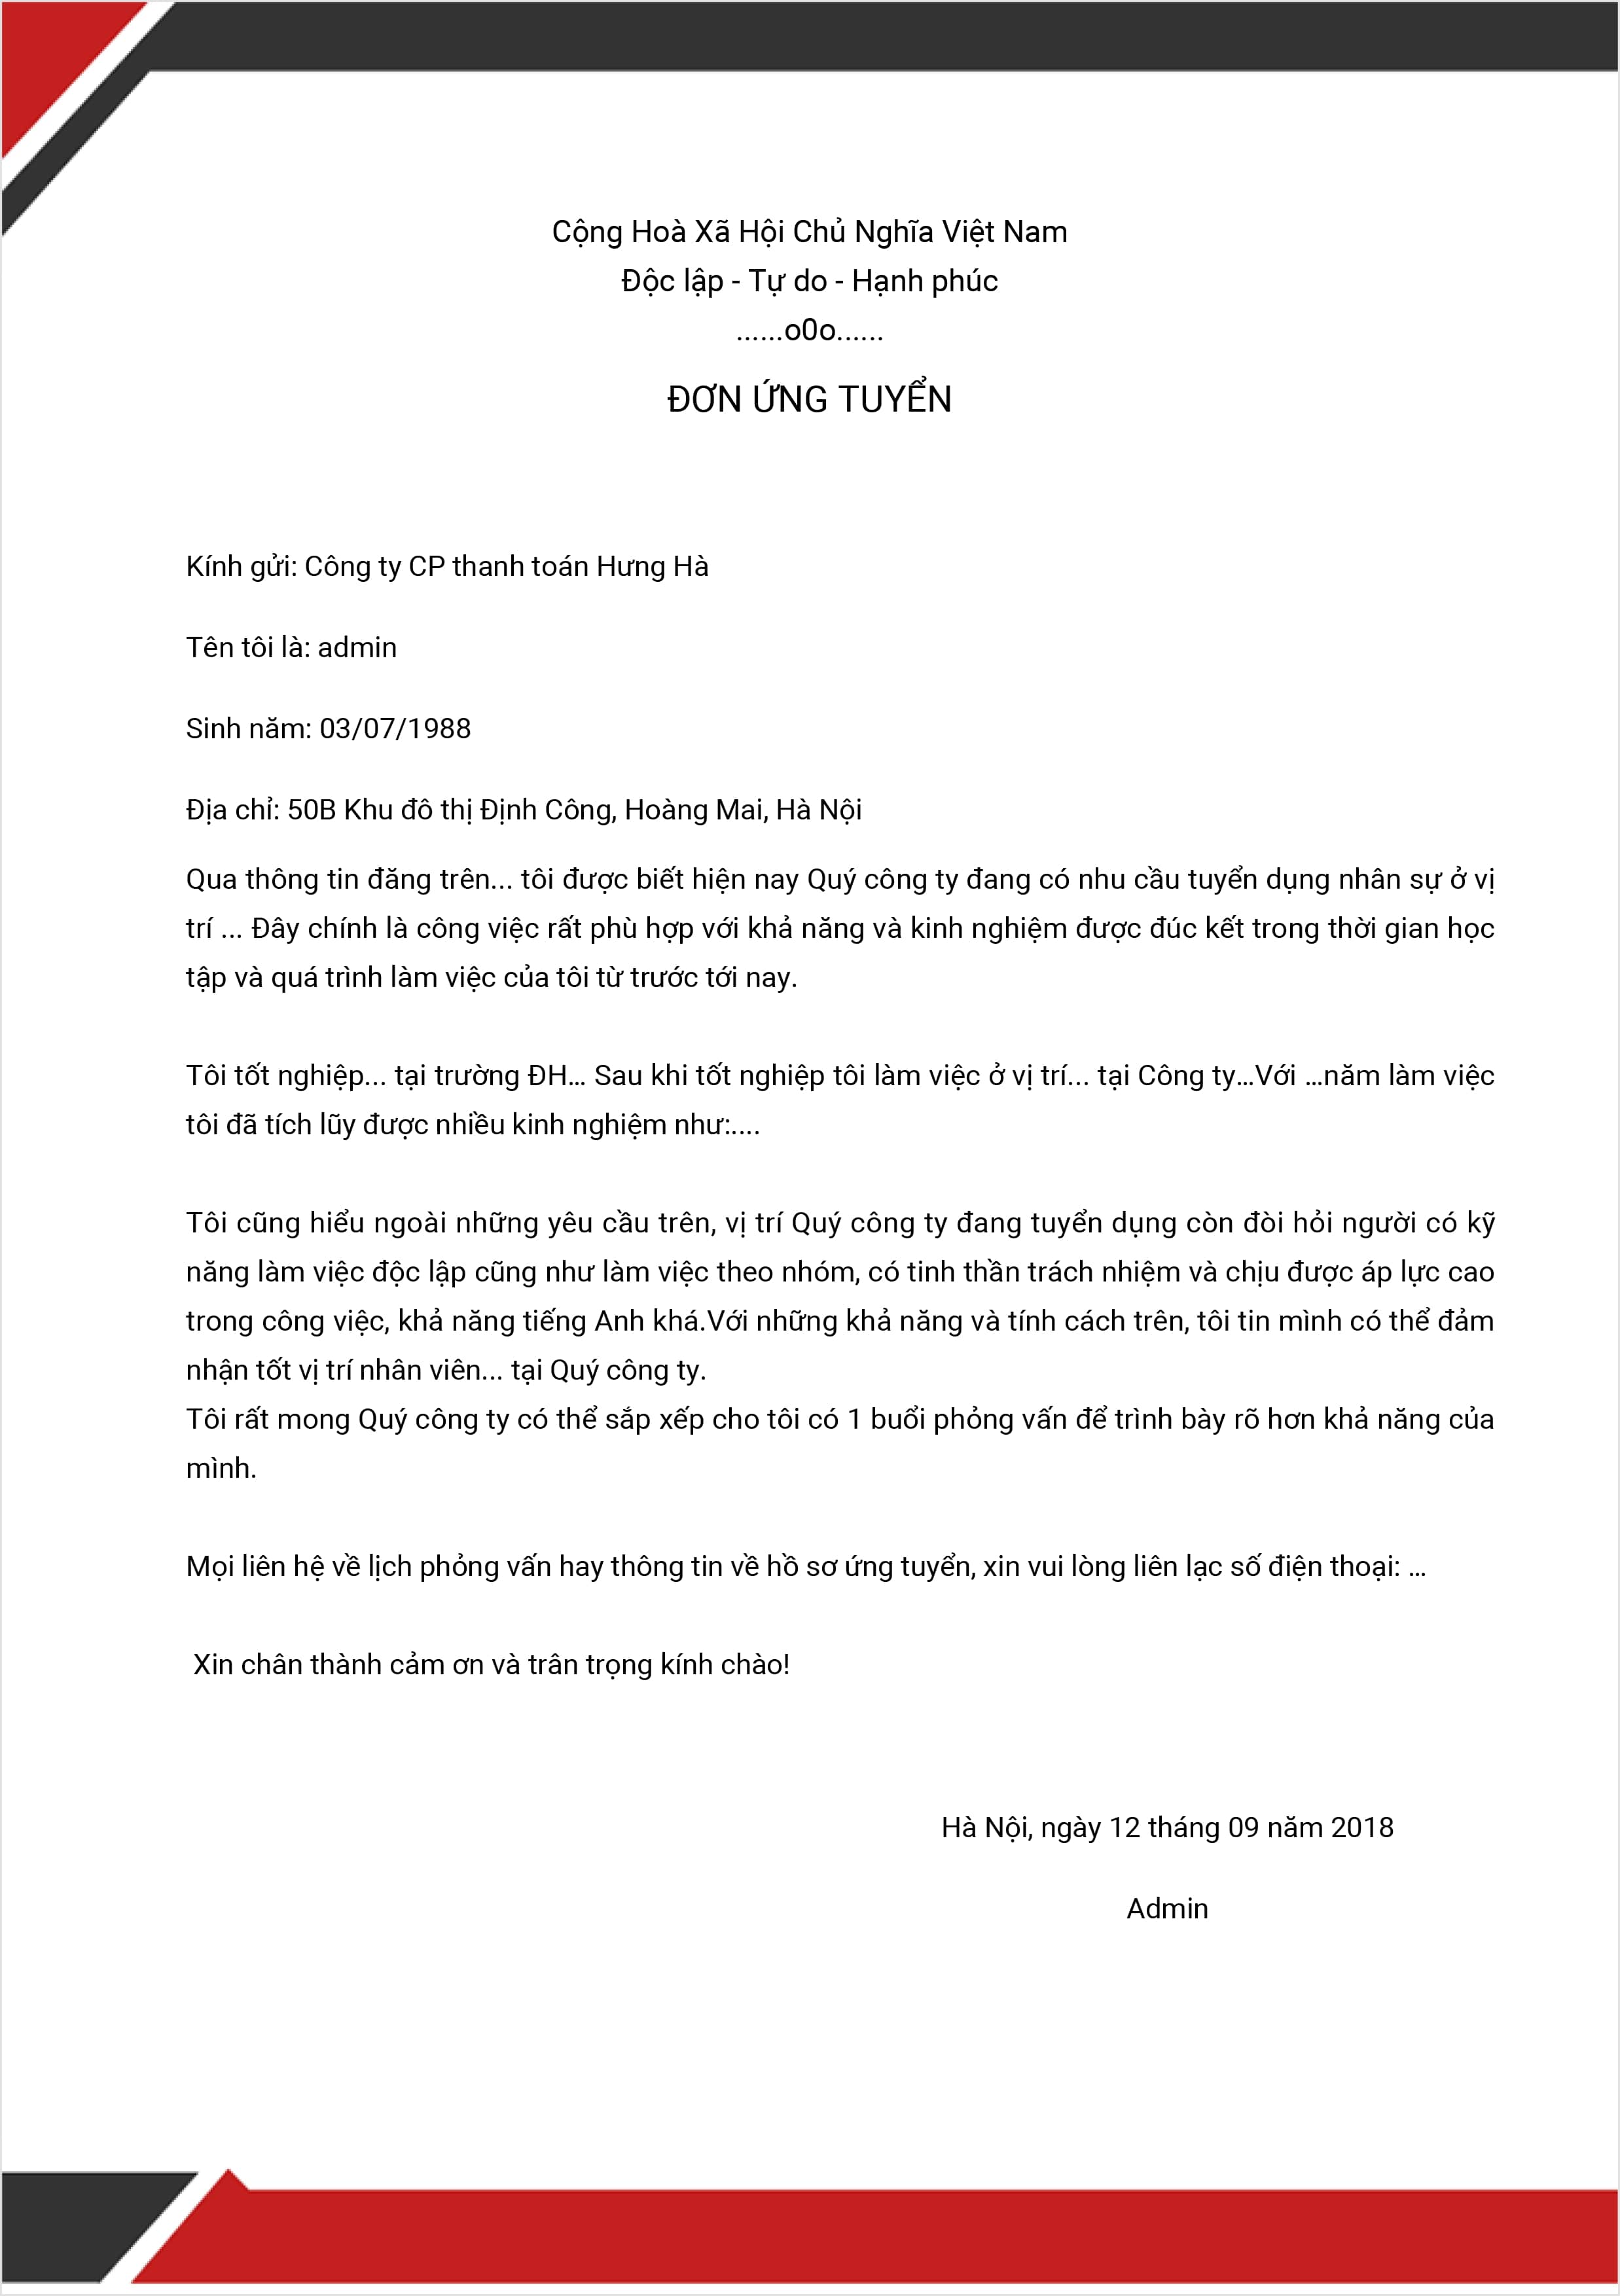 Cộng Hoà Xã Hội Chủ Nghĩa Việt Nam
Độc lập - Tự do - Hạnh phúc
......o0o......
ĐƠN ỨNG TUYỂN
Kính gửi: Công ty CP thanh toán Hưng Hà
Tên tôi là: admin
Sinh năm: 03/07/1988
Địa chỉ: 50B Khu đô thị Định Công, Hoàng Mai, Hà Nội
Qua thông tin đăng trên... tôi được biết hiện nay Quý công ty đang có nhu cầu tuyển dụng nhân sự ở vị
trí ... Đây chính là công việc rất phù hợp với khả năng và kinh nghiệm được đúc kết trong thời gian học
tập và quá trình làm việc của tôi từ trước tới nay.
Tôi tốt nghiệp... tại trường ĐH… Sau khi tốt nghiệp tôi làm việc ở vị trí... tại Công ty…Với …năm làm việc
tôi đã tích lũy được nhiều kinh nghiệm như:....
Tôi cũng hiểu ngoài những yêu cầu trên, vị trí Quý công ty đang tuyển dụng còn đòi hỏi người có kỹ
năng làm việc độc lập cũng như làm việc theo nhóm, có tinh thần trách nhiệm và chịu được áp lực cao
trong công việc, khả năng tiếng Anh khá.Với những khả năng và tính cách trên, tôi tin mình có thể đảm
nhận tốt vị trí nhân viên... tại Quý công ty.
Tôi rất mong Quý công ty có thể sắp xếp cho tôi có 1 buổi phỏng vấn để trình bày rõ hơn khả năng của
mình.
Mọi liên hệ về lịch phỏng vấn hay thông tin về hồ sơ ứng tuyển, xin vui lòng liên lạc số điện thoại: …
Xin chân thành cảm ơn và trân trọng kính chào!
Hà Nội, ngày 12 tháng 09 năm 2018
Admin